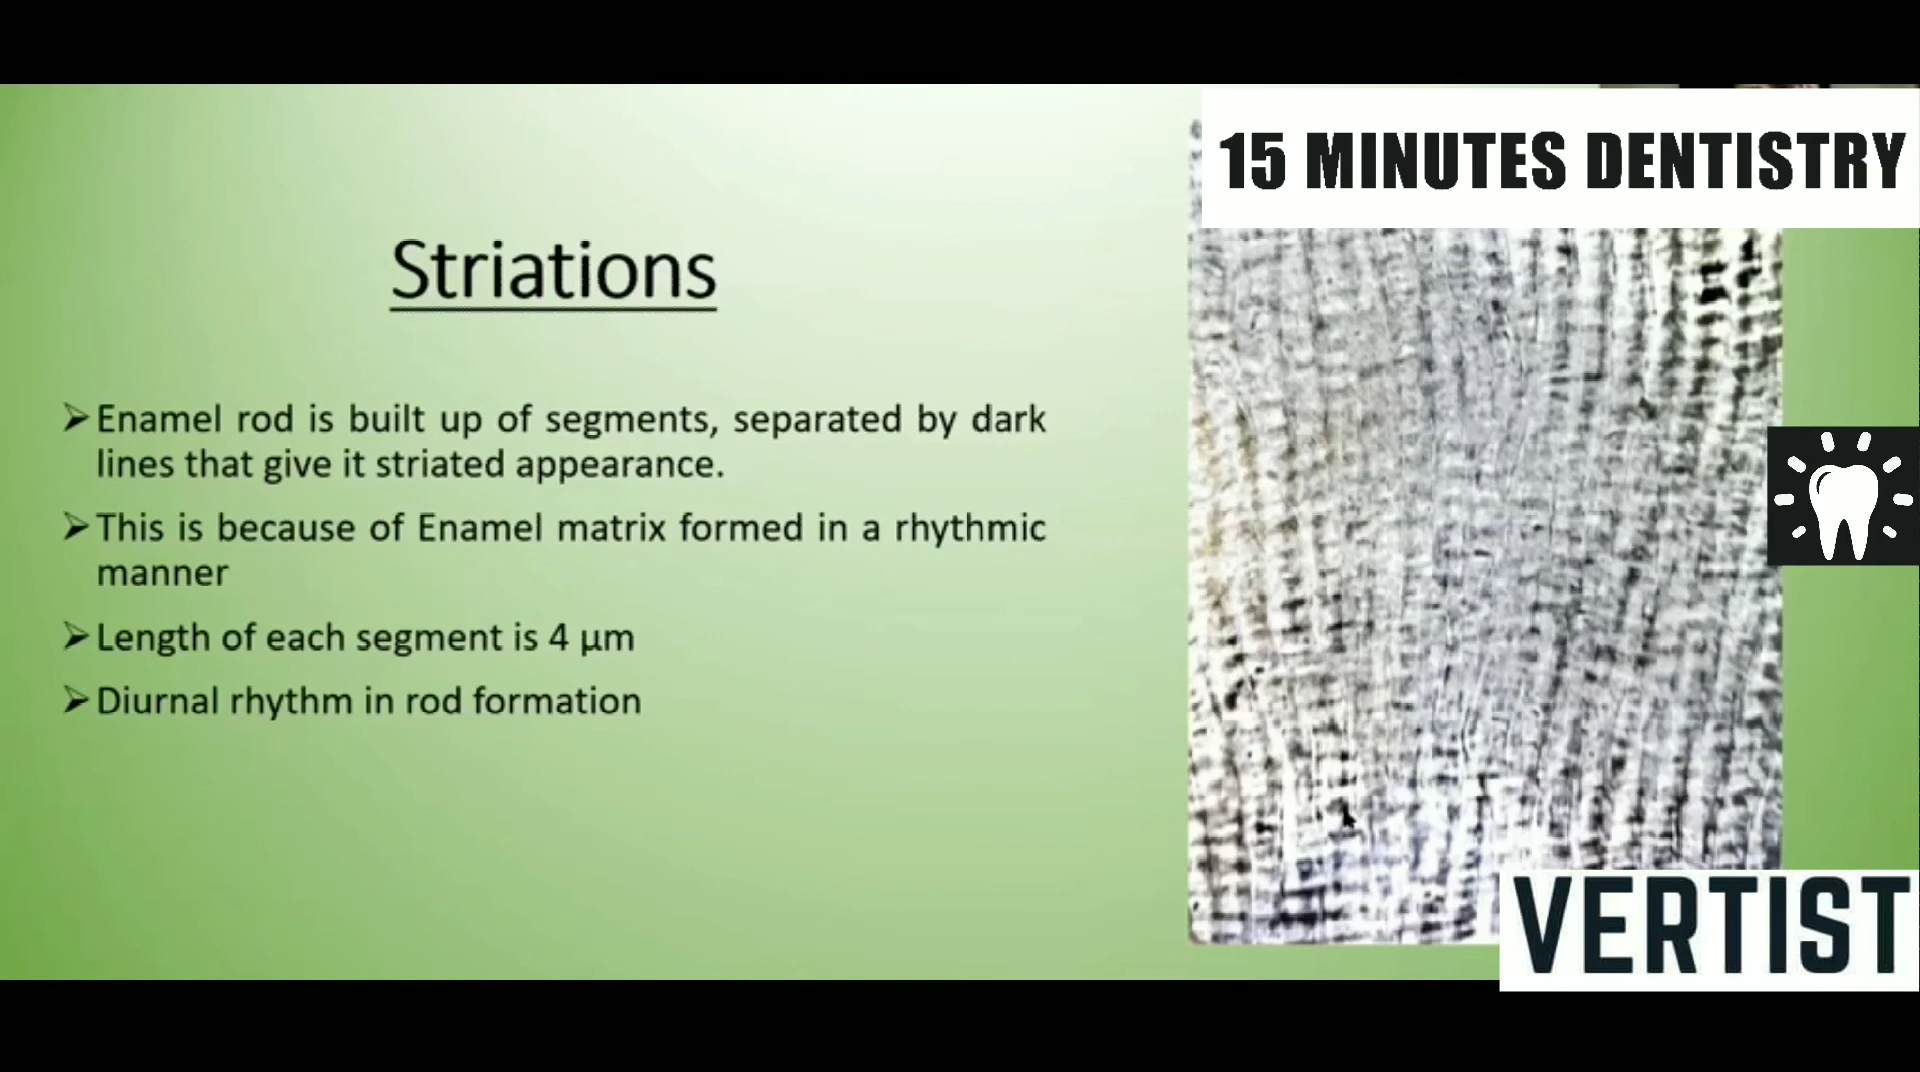 15 MINUTES DENTISTRY
Striations
➢Enamel rod is built up of segments, separated by dark
lines that give it striated appearance.
➢This is because of Enamel matrix formed in a rhythmic
manner
➢Length of each segment is 4 µm
➢Diurnal rhythm in rod formation
VERTIST